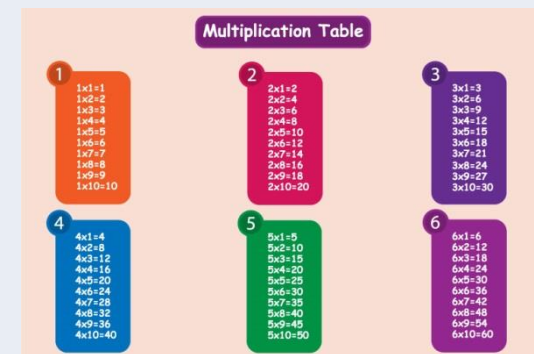 Multiplication Table
1
1x1=1
1x2=2
1x3=3
1x4=4
1x5=5
1x6=6
1x7=7
1x8=8
1x9=9
1x10=10
2
2x1=2
2x2=4
2x3=6
2x4=8
2x5=10
2x6=12
2x7=14
2x8=16
2x9=18
2x10=20
3
3x1=3
3x2=6
3x3=9
3x4=12
3x5=15
3x6=18
3x7=21
3x8=24
3x9=27
3x10=30
4
4x1=4
4x2=8
4x3=12
4x4=16
4x5=20
4x6=24
4x7=28
4x8=32
4x9=36
4x10=40
5
5x1=5
5x2=10
5x3=15
5x4=20
5x5=25
5x6=30
5x7=35
5x8=40
5x9=45
5x10=50
6
6x1=6
6x2=12
6x3=18
6x4=24
6x5=30
6x6=36
6x7=42
6x8=48
6x9=54
6x10=60